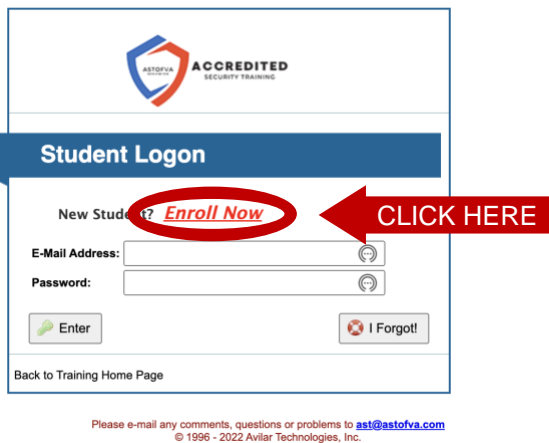 ASTOFVA
ACCREDITED
SECURITY TRAINING
Student Logon
New Student? Enroll Now
CLICK HERE
E-Mail Address:
Password:
Enter
I Forgot!
Back to Training Home Page
Please e-mail any comments, questions or problems to ast@astofva.com
© 1996 - 2022 Avilar Technologies, Inc.